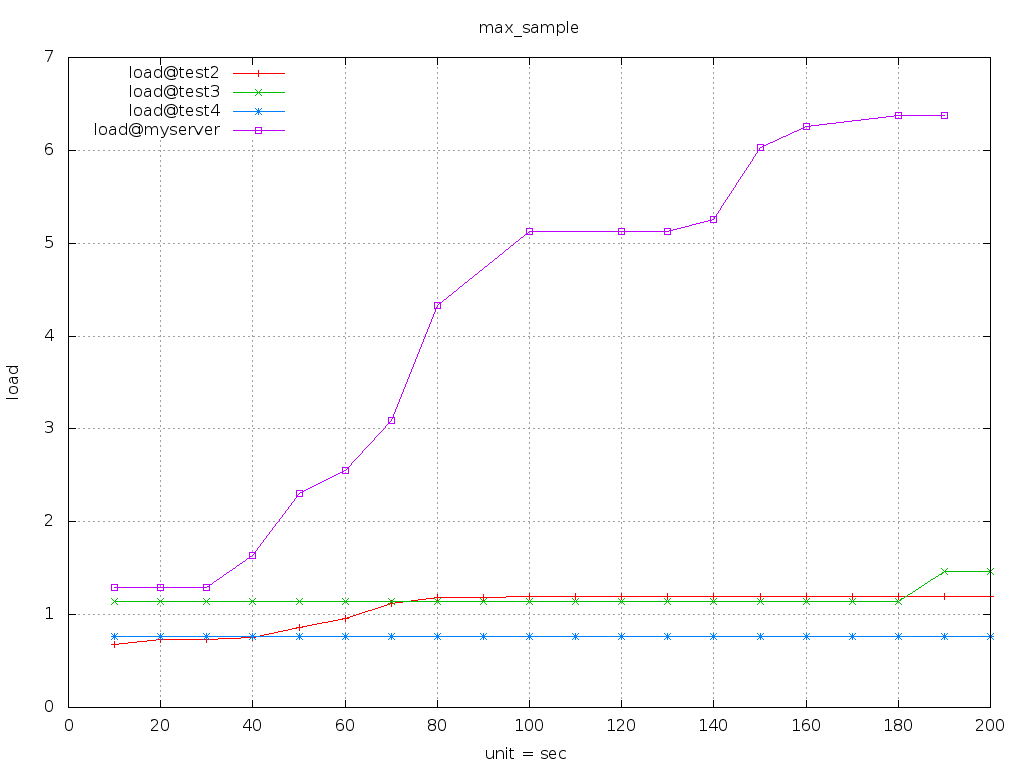 max_sample
load@test2
load@test3
load@test4
load@myserver
7
6
5
4
3
2
1
0
load
0 20 40 60 80 100 120 140 160 180 200
unit = sec